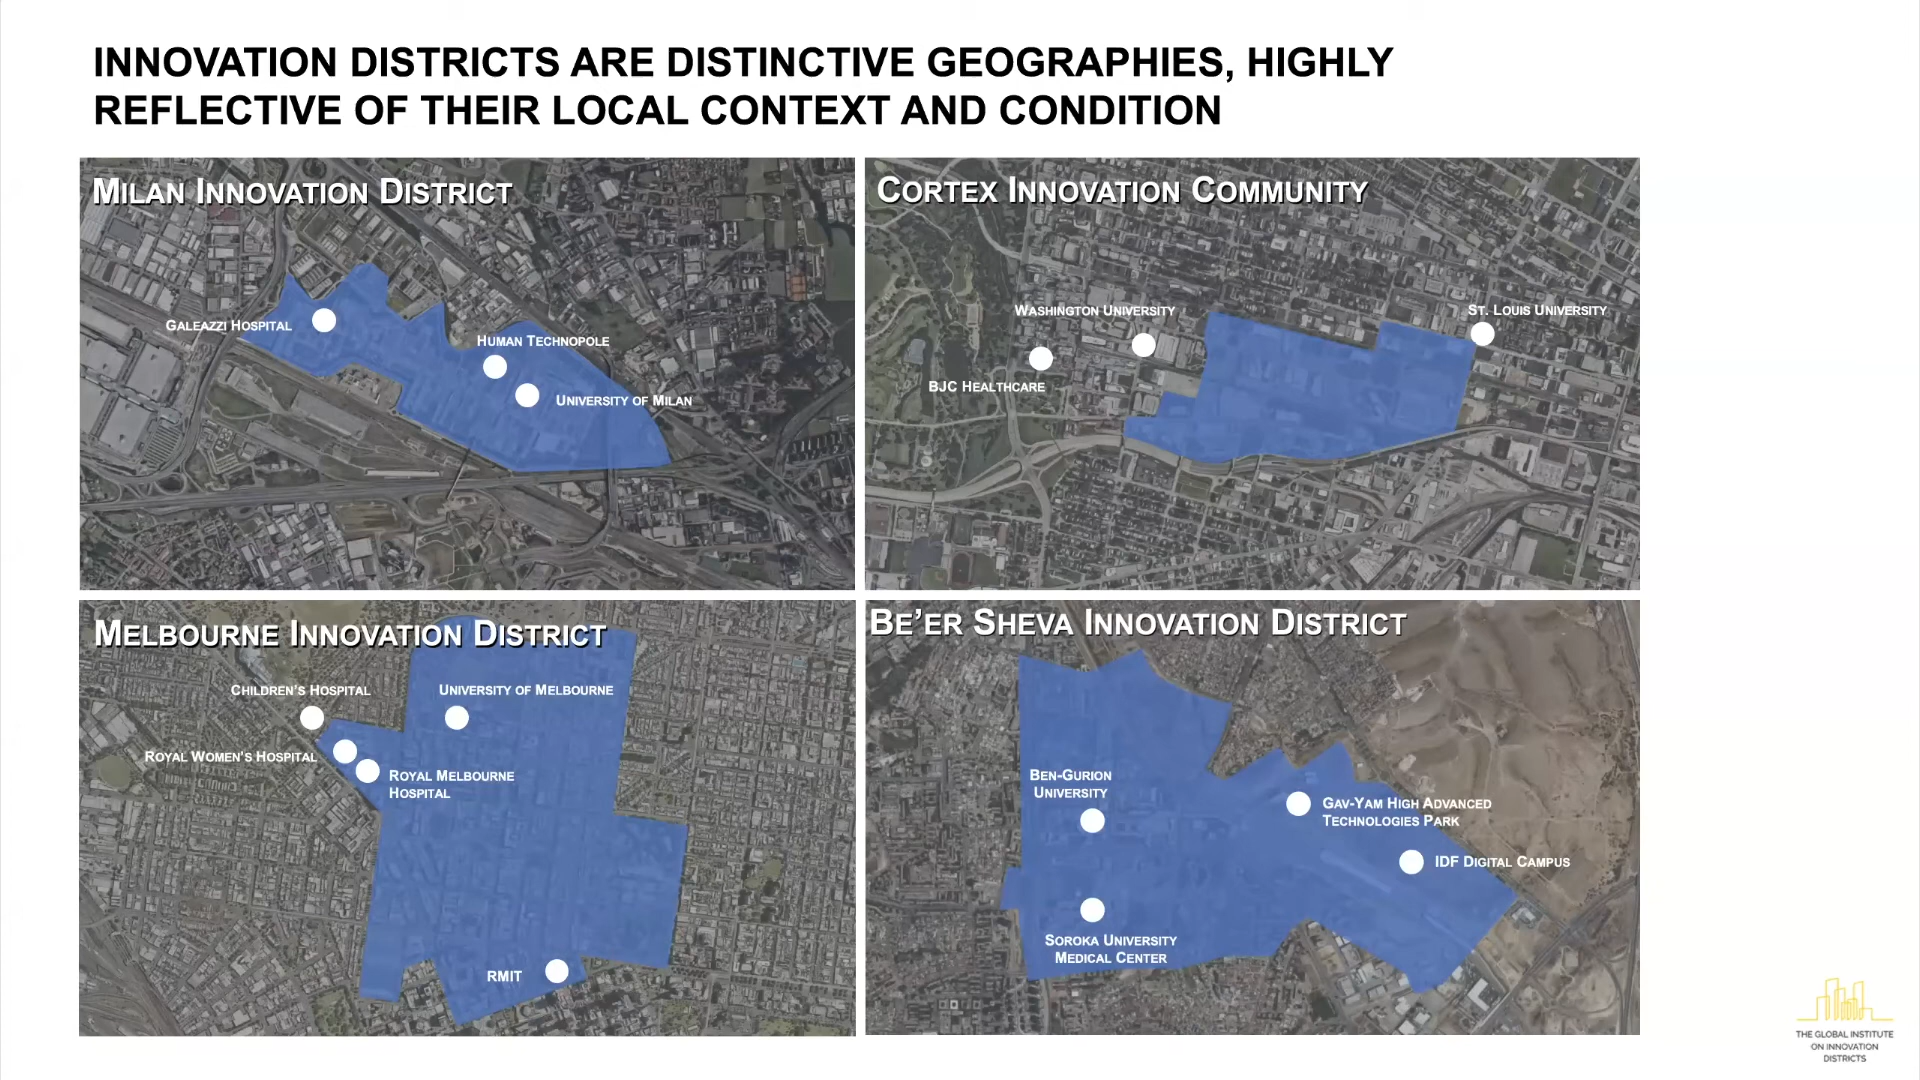 INNOVATION DISTRICTS ARE DISTINCTIVE GEOGRAPHIES, HIGHLY
REFLECTIVE OF THEIR LOCAL CONTEXT AND CONDITION
MILAN INNOVATION DISTRICT
GALEAZZI HOSPITAL
HUMAN TECHNOPOLE
UNIVERSITY OF MILAN
CORTEX INNOVATION COMMUNITY
WASHINGTON UNIVERSITY
ST. LOUIS UNIVERSITY
BJC HEALTHCARE
MELBOURNE INNOVATION DISTRICT
CHILDREN'S HOSPITAL
UNIVERSITY OF MELBOURNE
ROYAL WOMEN'S HOSPITAL
ROYAL MELBOURNE
HOSPITAL
RMIT
BE'ER SHEVA INNOVATION DISTRICT
BEN-GURION
UNIVERSITY
GAV-YAM HIGH ADVANCED
TECHNOLOGIES PARK
IDF DIGITAL CAMPUS
SOROKA UNIVERSITY
MEDICAL CENTER
THE GLOBAL INSTITUTE
ON INNOVATION
DISTRICTS